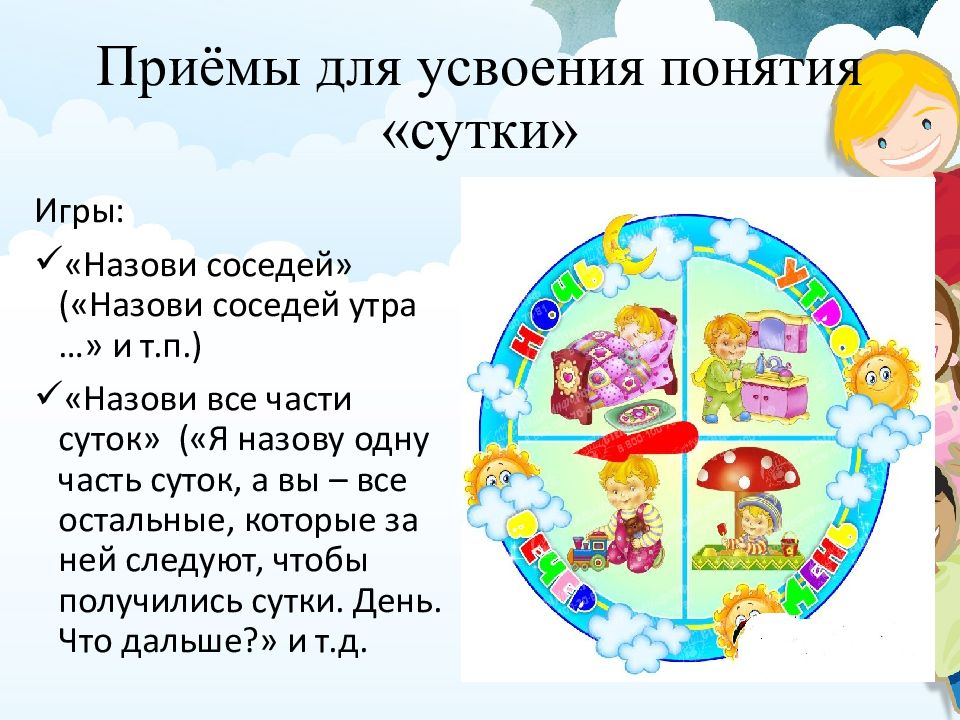 Приёмы для усвоения понятия
«сутки»
Игры:
«Назови соседей»
(«Назови соседей утра
…» и т.п.)
«Назови все части
суток» («Я назову одну
часть суток, а вы – все
остальные, которые за
ней следуют, чтобы
получились сутки. День.
Что дальше?» и т.д.
НОЧЬ
УТРО
ВЕЧЕР
ДЕНЬ